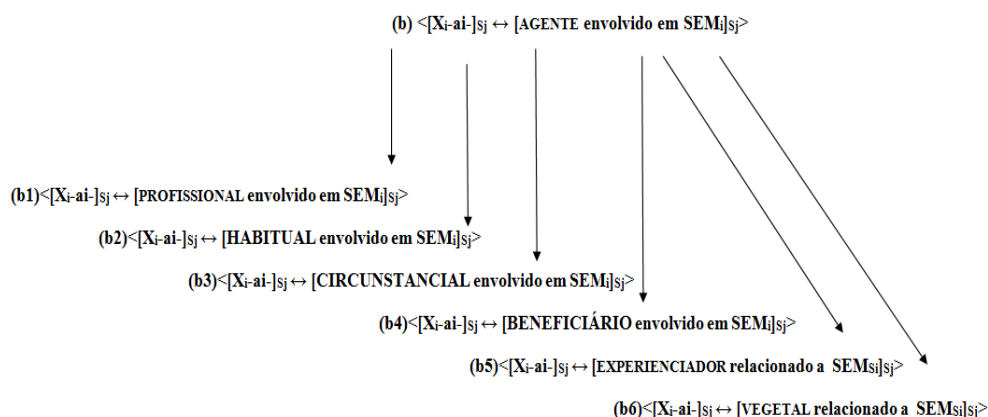 (b) <[Xi-ai-]sj ↔ [AGENTE envolvido em SEMi]sj>
(b1)<[Xi-ai-]sj ↔ [PROFISSIONAL envolvido em SEMi]sj>
(b2)<[Xi-ai-]sj ↔ [HABITUAL envolvido em SEMi]sj>
(b3)<[Xi-ai-]sj ↔ [CIRCUNSTANCIAL envolvido em SEMi]sj>
(b4)<[Xi-ai-]sj ↔ [BENEFICIÁRIO envolvido em SEMi]sj>
(b5)<[Xi-ai-]sj ↔ [EXPERIENCIADOR relacionado a SEMsi]sj>
(b6)<[Xi-ai-]sj ↔ [VEGETAL relacionado a SEMsi]sj>